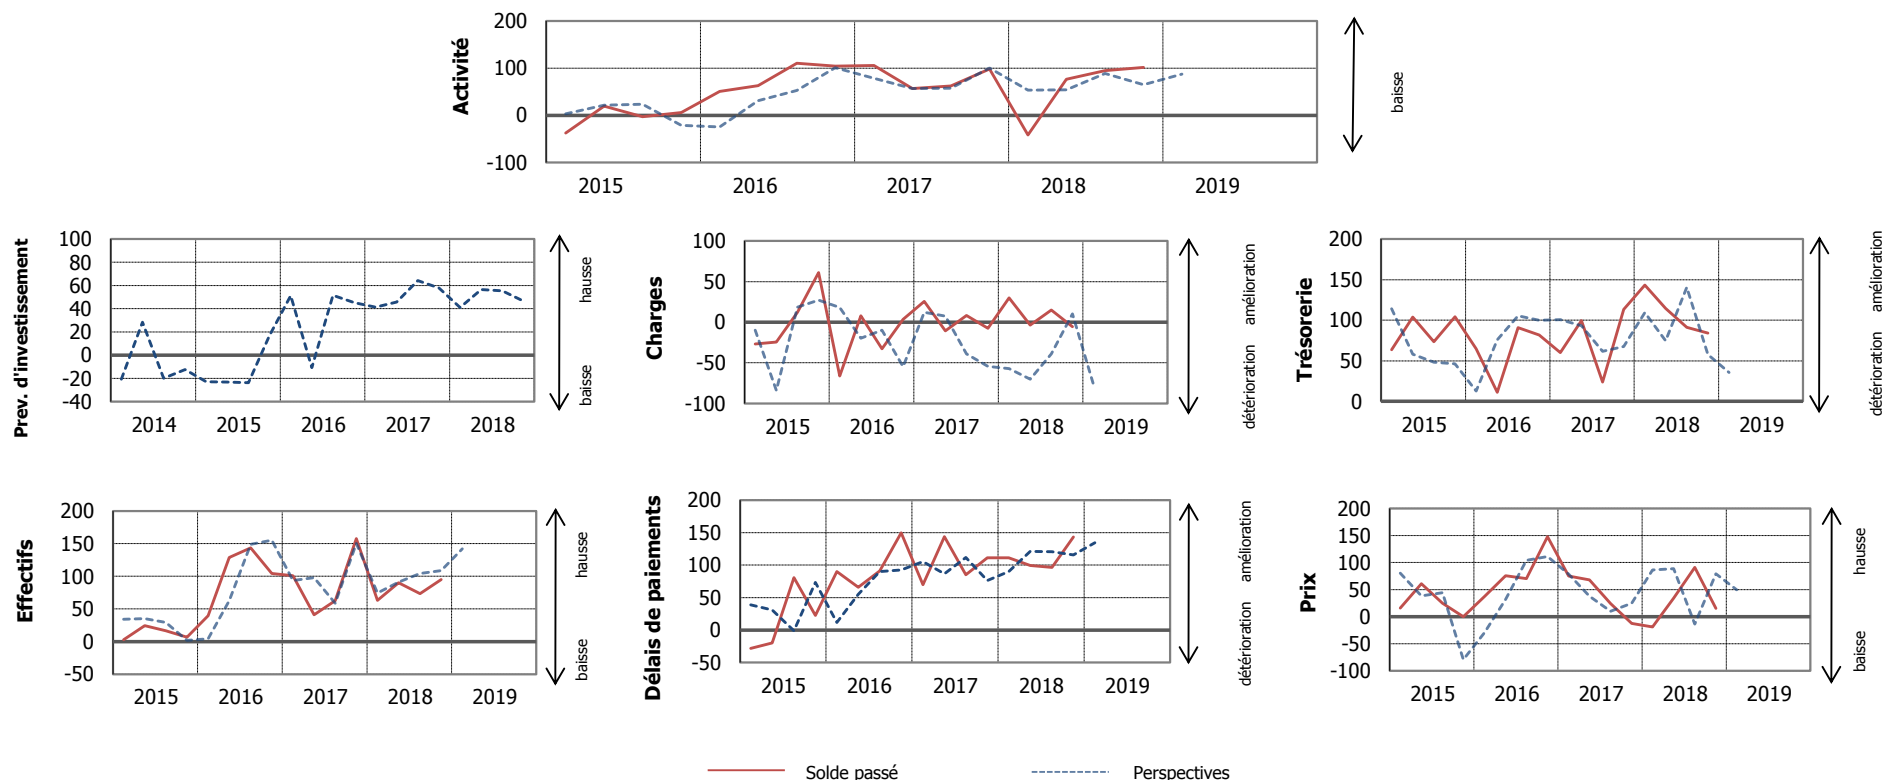 Activité
200
100
0
-100
2015 2016 2017 2018 2019
baisse
Prev. d'investissement
100
80
60
40
20
0
-20
-40
2014 2015 2016 2017 2018
hausse
baisse
Charges
100
50
0
-50
-100
2015 2016 2017 2018 2019
amélioration
détérioration
Trésorerie
200
150
100
50
0
2015 2016 2017 2018 2019
amélioration
détérioration
Effectifs
200
150
100
50
0
-50
2015 2016 2017 2018 2019
hausse
baisse
Délais de paiements
200
150
100
50
0
-50
2015 2016 2017 2018 2019
amélioration
détérioration
Prix
200
150
100
50
0
-50
-100
2015 2016 2017 2018 2019
hausse
baisse
Solde passé Perspectives